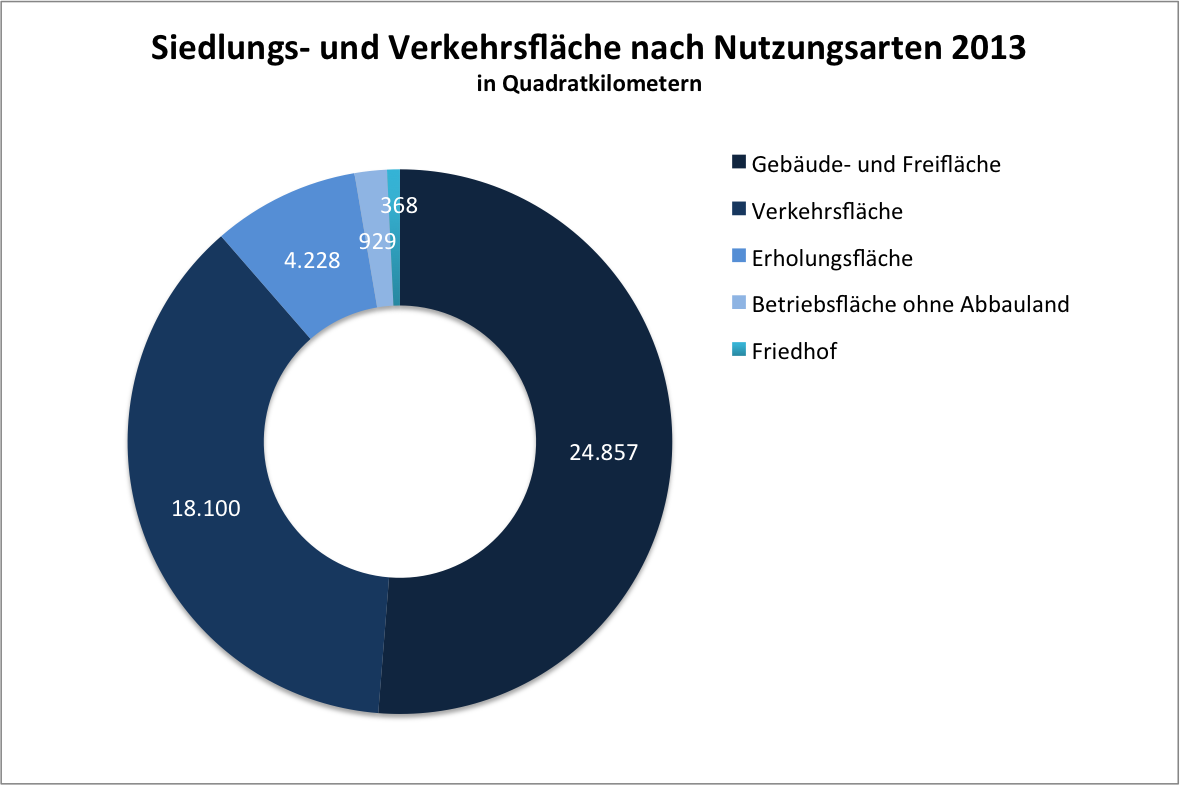 Siedlungs- und Verkehrsfläche nach Nutzungsarten 2013
in Quadratkilometern
Gebäude- und Freifläche
Verkehrsfläche
Erholungsfläche
Betriebsfläche ohne Abbauland
Friedhof
368
929
4.228
24.857
18.100